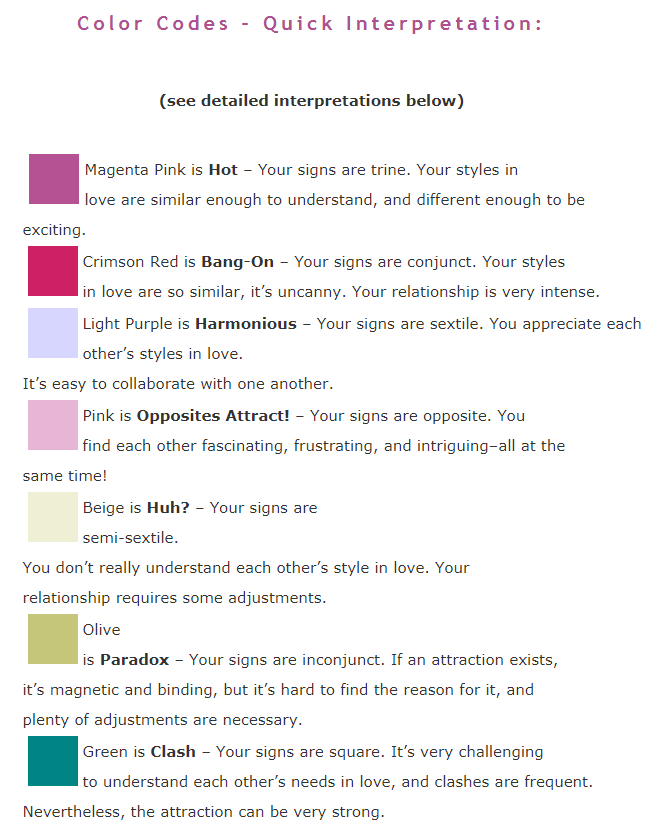 Color Codes - Quick Interpretation:
(see detailed interpretations below)
Magenta Pink is Hot – Your signs are trine. Your styles in
love are similar enough to understand, and different enough to be
exciting.
Crimson Red is Bang-On – Your signs are conjunct. Your styles
in love are so similar, it’s uncanny. Your relationship is very intense.
Light Purple is Harmonious – Your signs are sextile. You appreciate each
other’s styles in love.
It’s easy to collaborate with one another.
Pink is Opposites Attract! – Your signs are opposite. You
find each other fascinating, frustrating, and intriguing–all at the
same time!
Beige is Huh? – Your signs are
semi-sextile.
You don’t really understand each other’s style in love. Your
relationship requires some adjustments.
Olive
is Paradox – Your signs are inconjunct. If an attraction exists,
it’s magnetic and binding, but it’s hard to find the reason for it, and
plenty of adjustments are necessary.
Green is Clash – Your signs are square. It’s very challenging
to understand each other’s needs in love, and clashes are frequent.
Nevertheless, the attraction can be very strong.